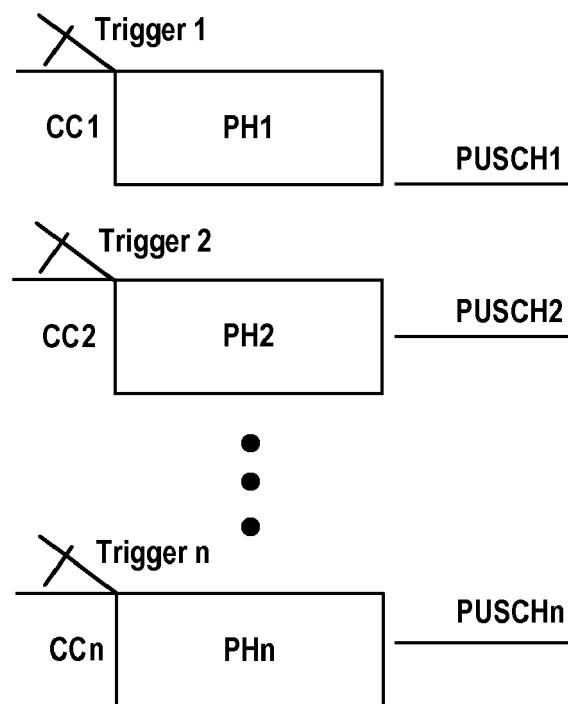 Trigger 1
CC1
PH1
PUSCH1
Trigger 2
CC2
PH2
PUSCH2
Trigger n
CCn
PHn
PUSCHn